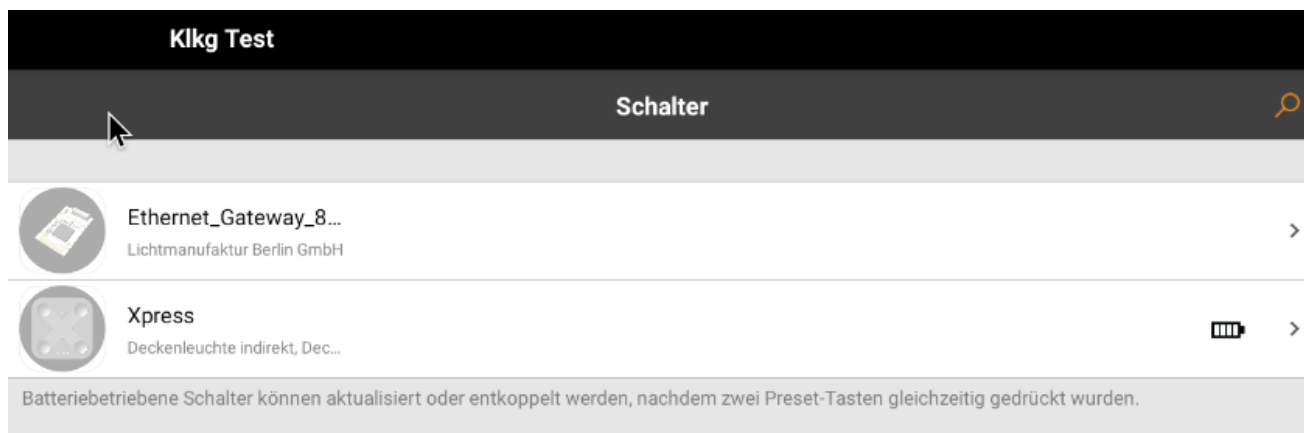 Klkg Test
Schalter
Ethernet_Gateway_8...
Lichtmanufaktur Berlin GmbH
Xpress
Deckenleuchte indirekt, Dec...
Batteriebetriebene Schalter können aktualisiert oder entkoppelt werden, nachdem zwei Preset-Tasten gleichzeitig gedrückt wurden.